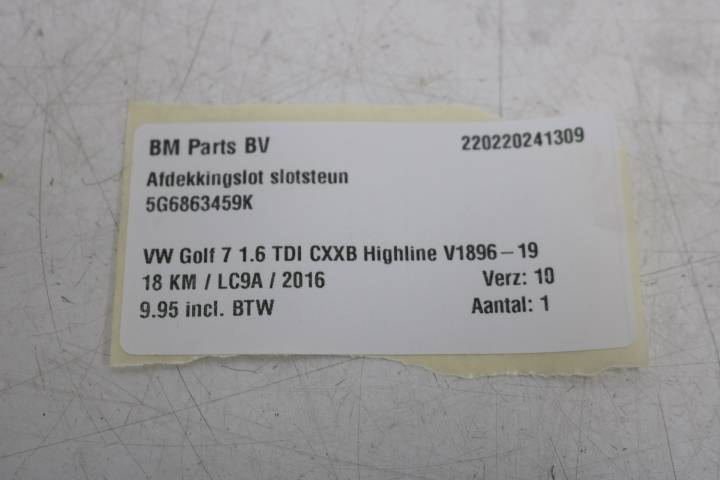 BM Parts BV 220220241309
Afdekkingslot slotsteun
5G6863459K
VW Golf 7 1.6 TDI CXXB Highline V1896-19
18 KM / LC9A / 2016 Verz: 10
9.95 incl. BTW Aantal: 1